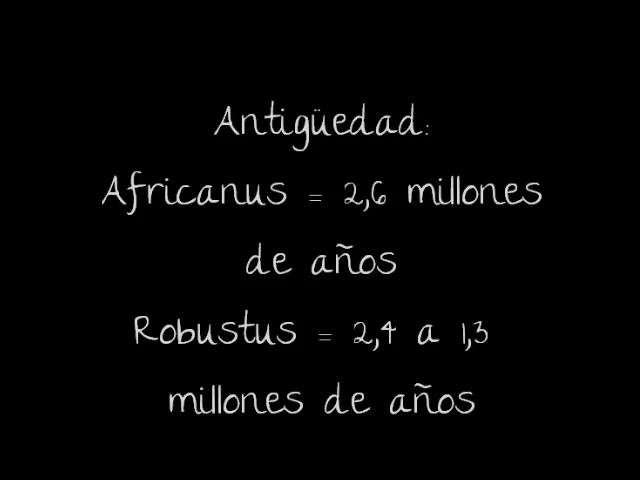 Antigüedad:
Africanus = 2,6 millones
de años
Robustus = 2,4 a 1,3
millones de años